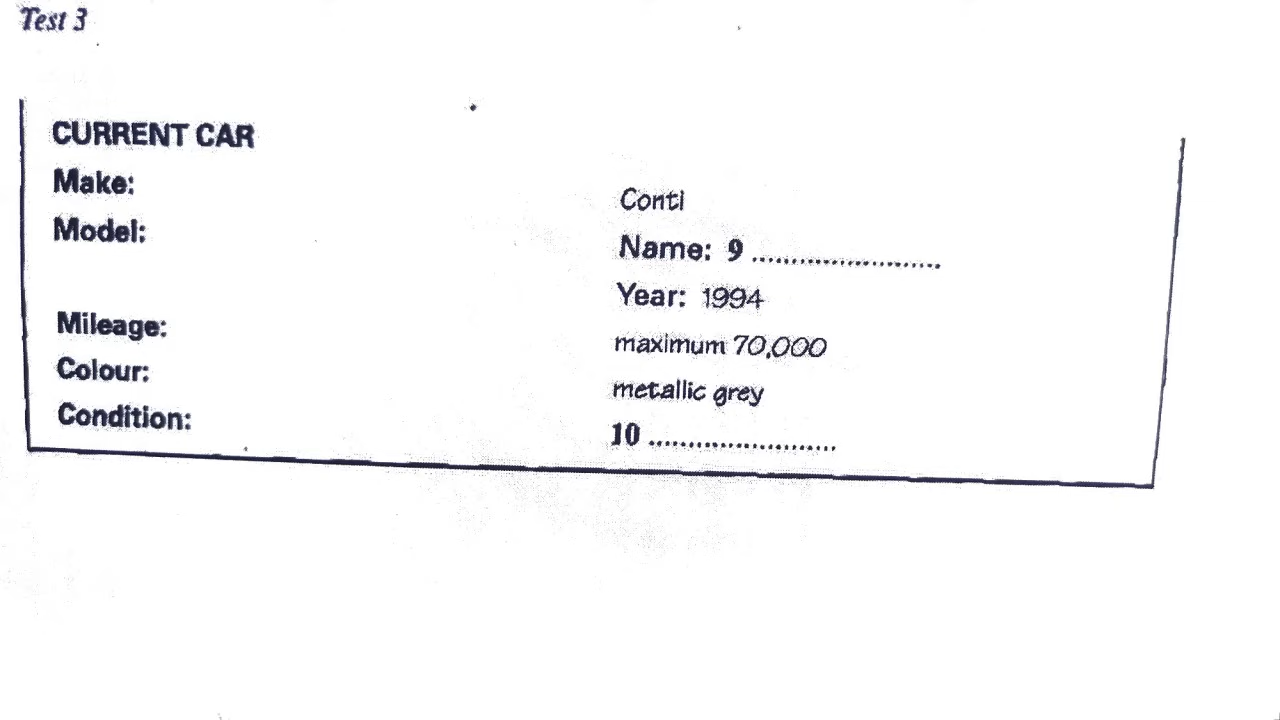 Test 3
CURRENT CAR
Make: Conti
Model: Name: 9 ........................
Year: 1994
Mileage: maximum 70,000
Colour: metallic grey
Condition: 10 ........................